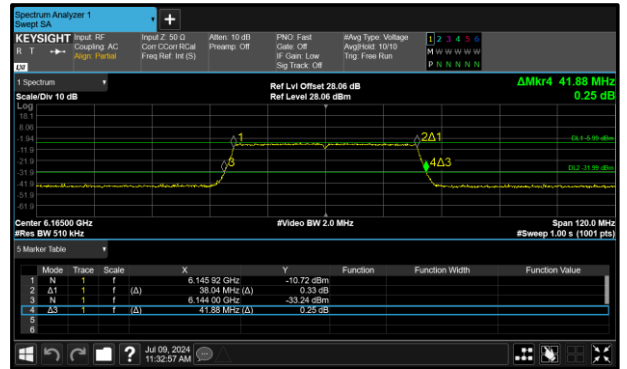 Spectrum Analyzer 1
Swept SA
+
KEYSIGHT Input: RF Input Z: 50 Ω Atten: 10 dB PNO: Fast #Avg Type: Voltage 1 2 3 4 5 6
R T Coupling: AC Corr CCorr RCal Preamp: Off Gate: Off Avg|Hold: 10/10 M W W W W W
Align: Partial Freq Ref: Int (S) IF Gain: Low Trig: Free Run
Sig Track: Off P N N N N N
LXI
1 Spectrum Ref Lvl Offset 28.06 dB ΔMkr4 41.88 MHz
Scale/Div 10 dB Ref Level 28.06 dBm 0.25 dB
Log
18.1
8.06
-1.94 1 2Δ1 DL1 -5.99 dBm
-11.9
-21.9 3 4Δ3
-31.9 DL2 -31.99 dBm
-41.9
-51.9
-61.9
Center 6.16500 GHz #Video BW 2.0 MHz Span 120.0 MHz
#Res BW 510 kHz #Sweep 1.00 s (1001 pts)
5 Marker Table
Mode Trace Scale X Y Function Function Width Function Value
1 N 1 f 6.145 92 GHz -10.72 dBm
2 Δ1 1 f (Δ) 38.04 MHz (Δ) 0.33 dB
3 N 1 f 6.144 00 GHz -33.24 dBm
4 Δ3 1 f (Δ) 41.88 MHz (Δ) 0.25 dB
5
6
? Jul 09, 2024
11:32:57 AM